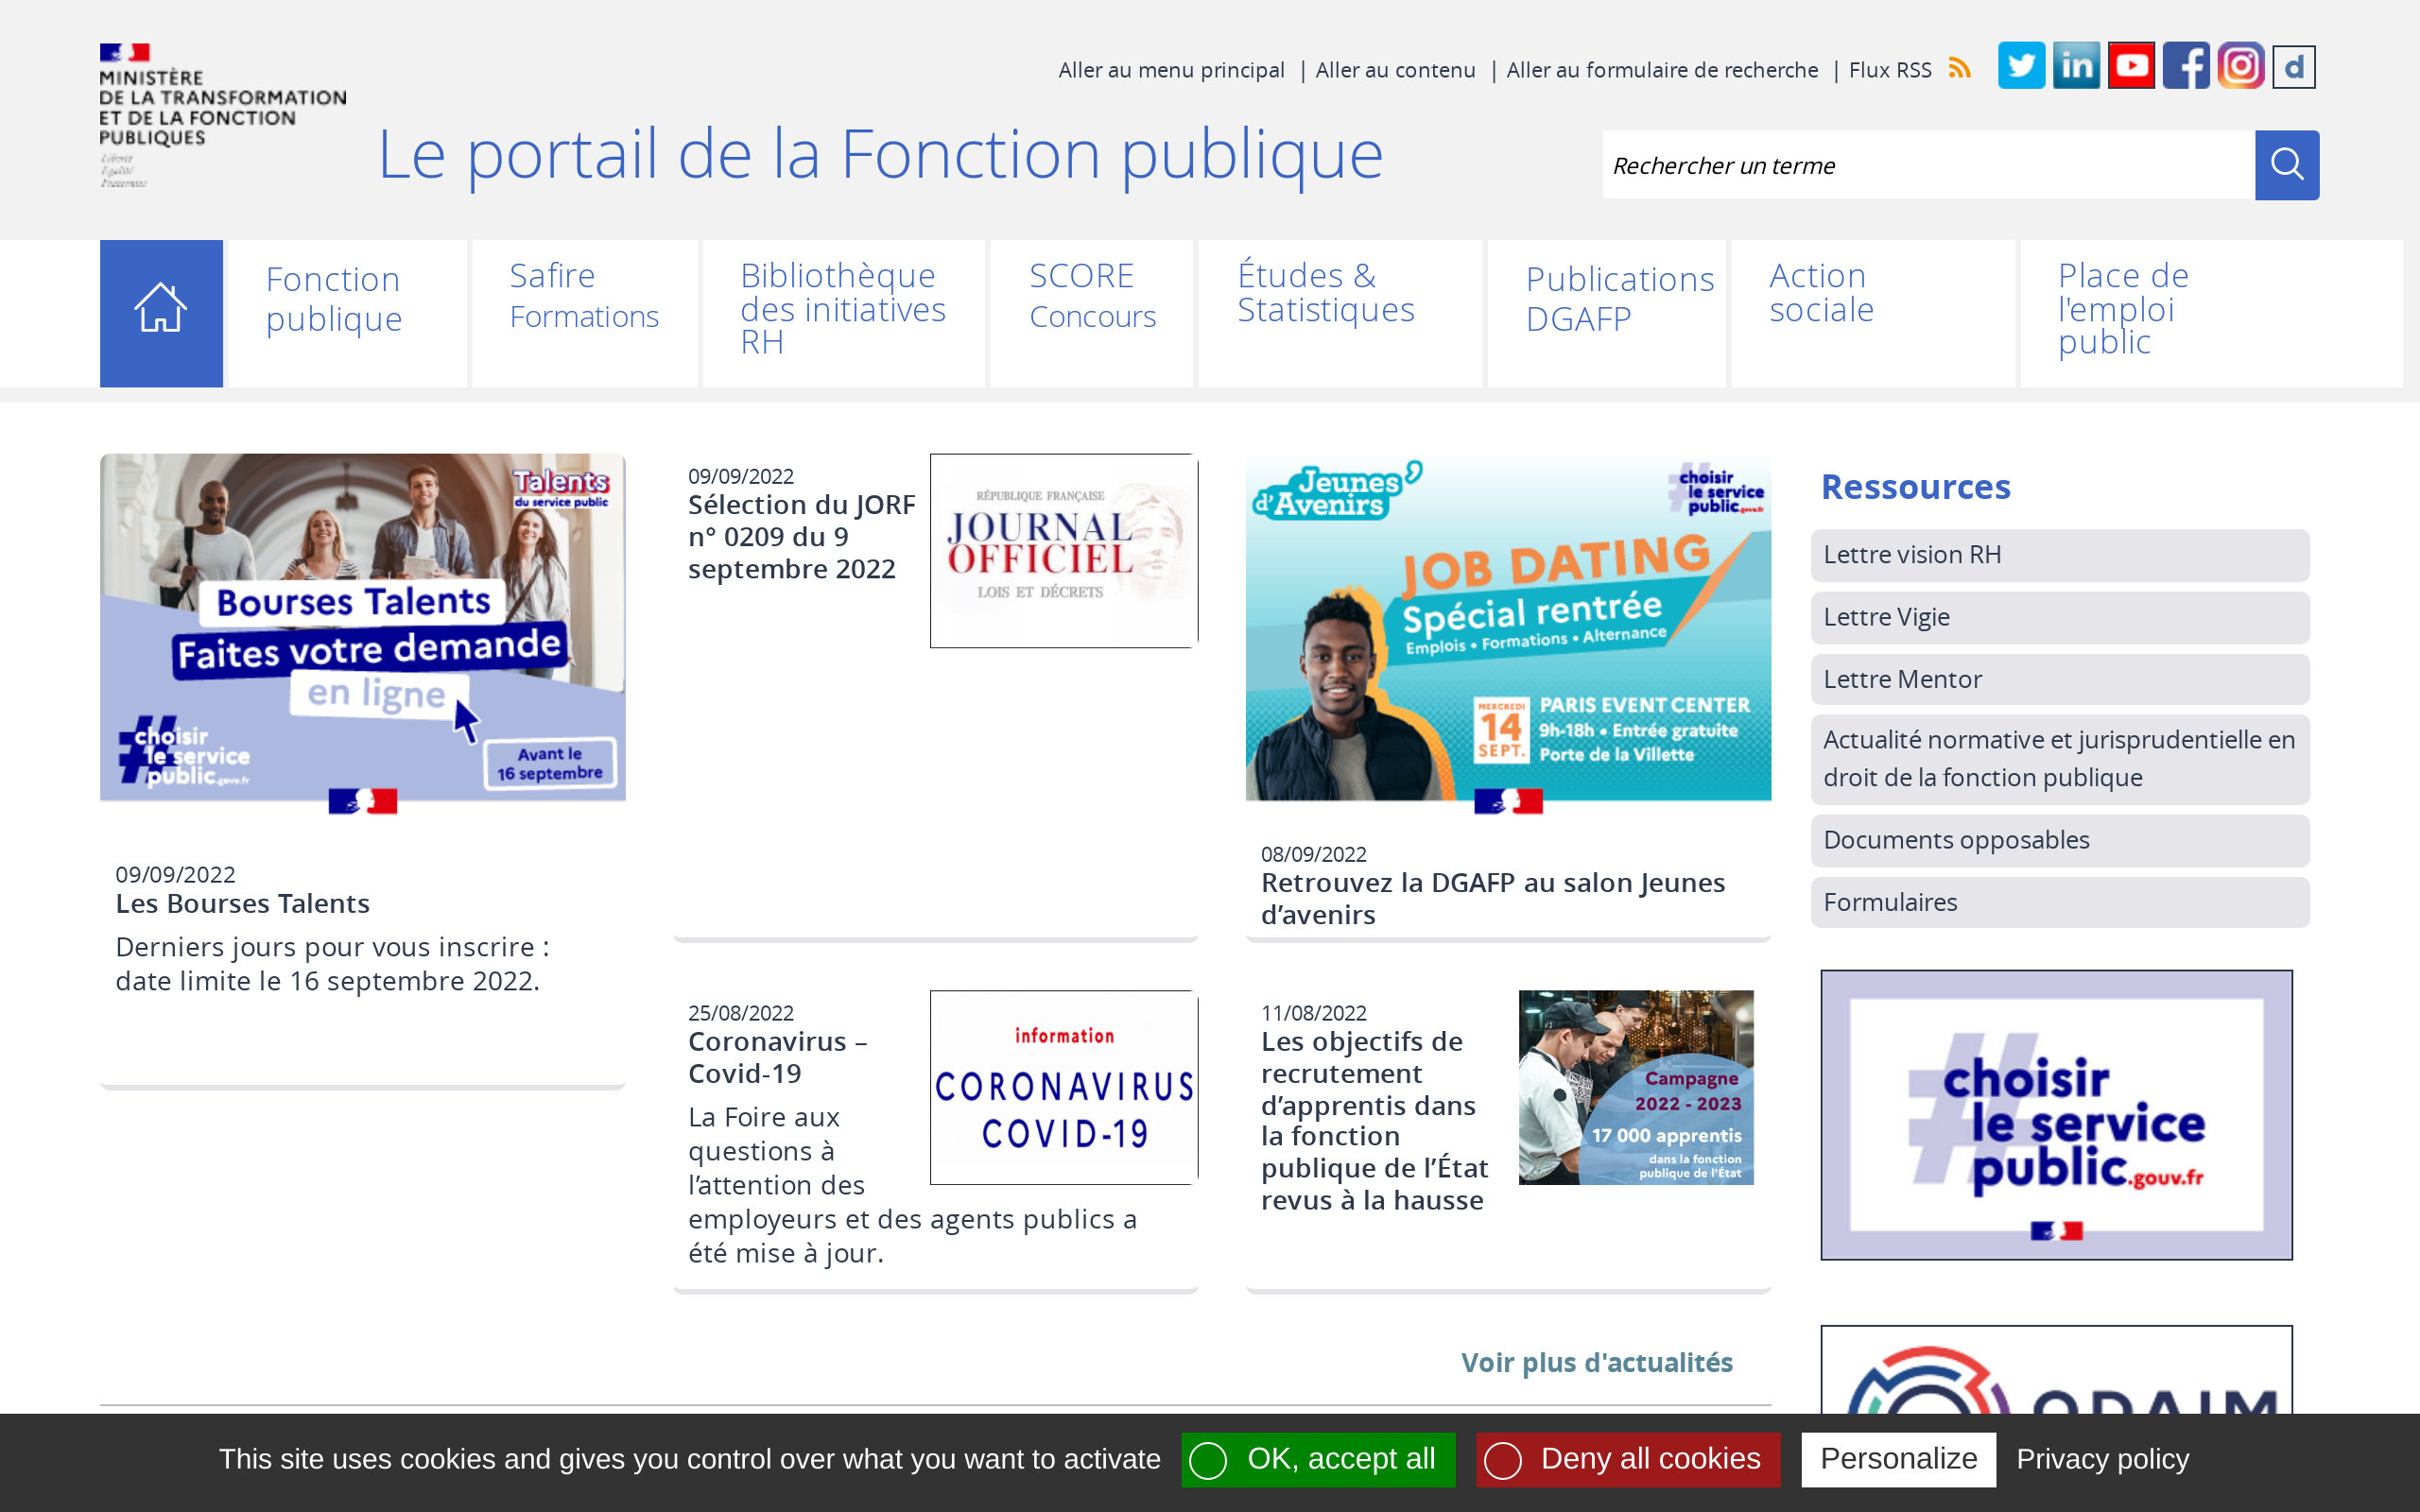 MINISTÈRE
DE LA TRANSFORMATION
ET DE LA FONCTION
PUBLIQUES
Liberté
Égalité
Fraternité
Aller au menu principal | Aller au contenu | Aller au formulaire de recherche | Flux RSS
Le portail de la Fonction publique
Rechercher un terme
Fonction
publique
Safire
Formations
Bibliothèque
des initiatives
RH
SCORE
Concours
Études &
Statistiques
Publications
DGAFP
Action
sociale
Place de
l'emploi
public
Talents
du service public
Bourses Talents
Faites votre demande
en ligne
#choisir
le service
public.gouv.fr
Avant le
16 septembre
09/09/2022
Les Bourses Talents
Derniers jours pour vous inscrire :
date limite le 16 septembre 2022.
09/09/2022
Sélection du JORF
n° 0209 du 9
septembre 2022
RÉPUBLIQUE FRANÇAISE
JOURNAL
OFFICIEL
LOIS ET DÉCRETS
Jeunes
d'Avenirs
#choisir
le service
public.gouv.fr
JOB DATING
Spécial rentrée
Emplois • Formations • Alternance
MERCREDI
14
SEPT.
PARIS EVENT CENTER
9h-18h • Entrée gratuite
Porte de la Villette
08/09/2022
Retrouvez la DGAFP au salon Jeunes
d’avenirs
25/08/2022
Coronavirus –
Covid-19
La Foire aux
questions à
l’attention des
employeurs et des agents publics a
été mise à jour.
information
CORONAVIRUS
COVID-19
11/08/2022
Les objectifs de
recrutement
d’apprentis dans
la fonction
publique de l’État
revus à la hausse
Campagne
2022 - 2023
17 000 apprentis
dans la fonction
publique de l'État
Voir plus d'actualités
Ressources
Lettre vision RH
Lettre Vigie
Lettre Mentor
Actualité normative et jurisprudentielle en
droit de la fonction publique
Documents opposables
Formulaires
#choisir
le service
public.gouv.fr
This site uses cookies and gives you control over what you want to activate
OK, accept all
Deny all cookies
Personalize
Privacy policy